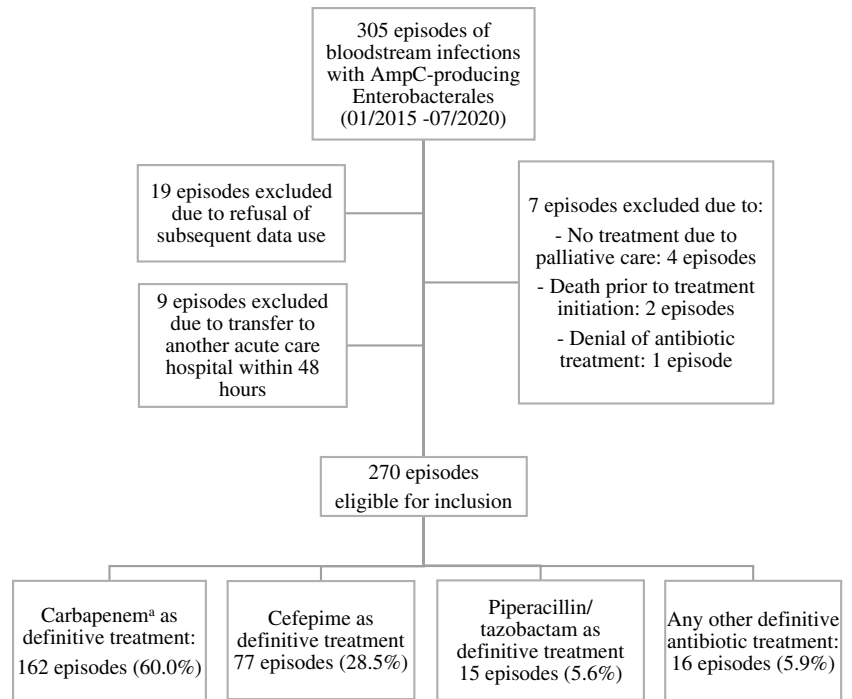 305 episodes of
bloodstream infections
with AmpC-producing
Enterobacterales
(01/2015 -07/2020)
19 episodes excluded
due to refusal of
subsequent data use
7 episodes excluded due to:
- No treatment due to
palliative care: 4 episodes
- Death prior to treatment
initiation: 2 episodes
- Denial of antibiotic
treatment: 1 episode
9 episodes excluded
due to transfer to
another acute care
hospital within 48
hours
270 episodes
eligible for inclusion
Carbapenemᵃ as
definitive treatment:
162 episodes (60.0%)
Cefepime as
definitive treatment
77 episodes (28.5%)
Piperacillin/
tazobactam as
definitive treatment
15 episodes (5.6%)
Any other definitive
antibiotic treatment:
16 episodes (5.9%)